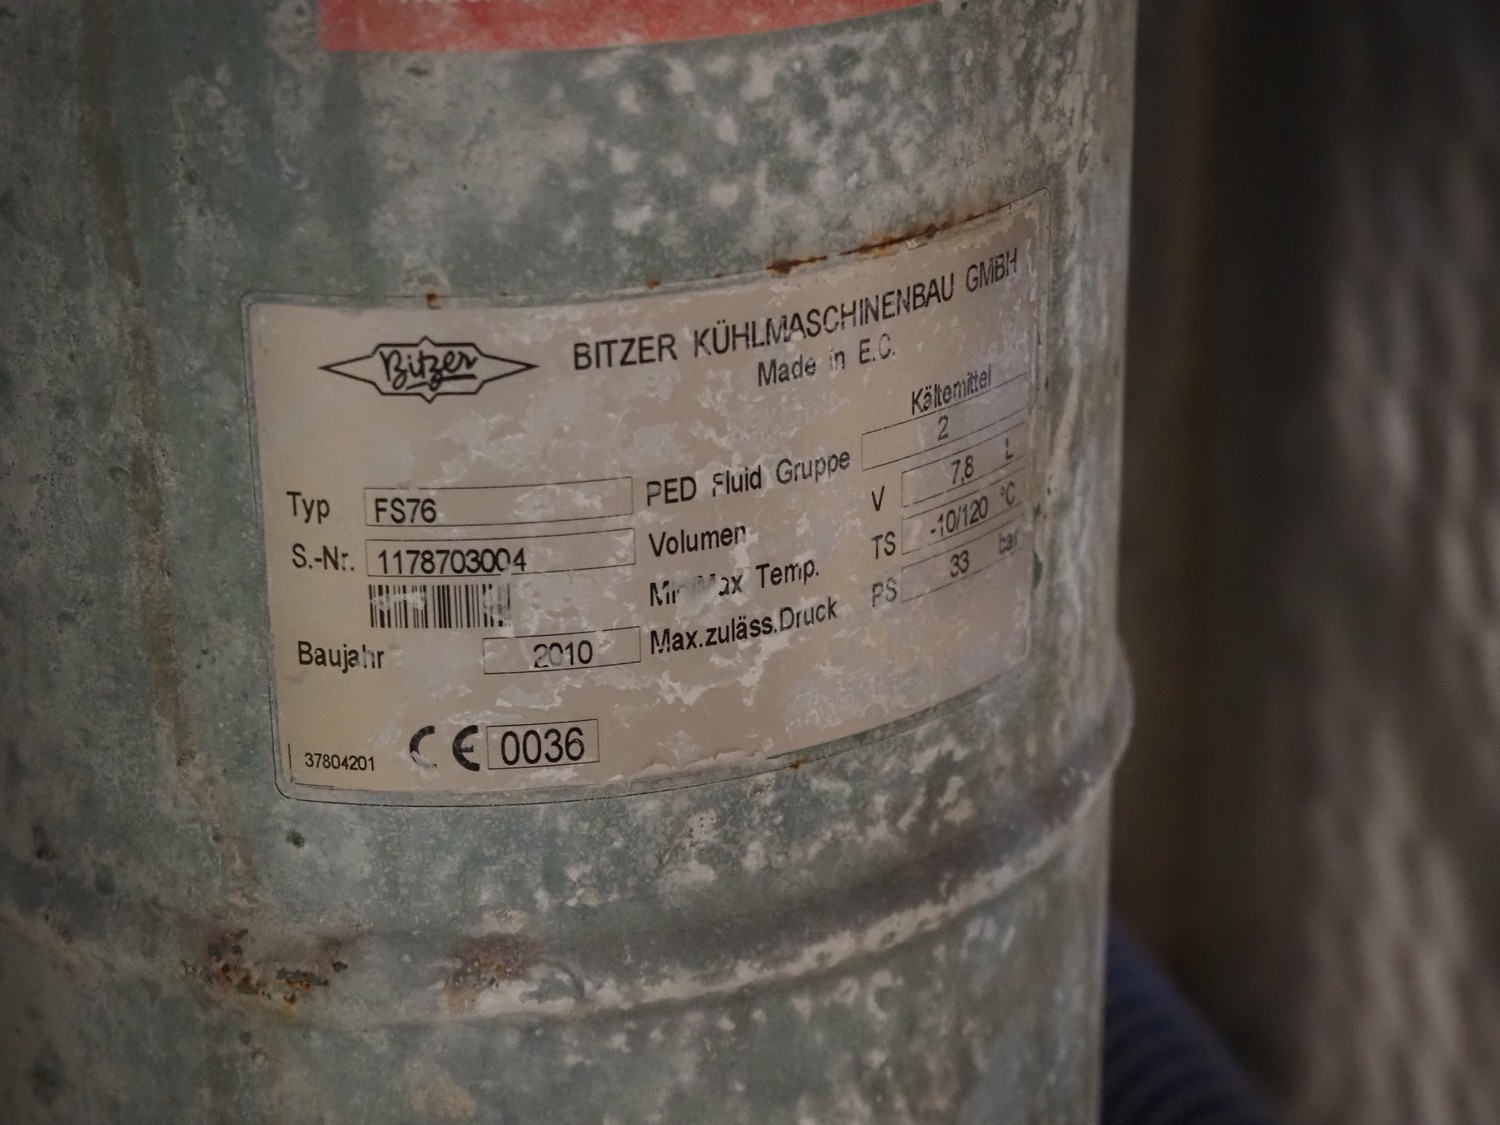 Bitzer
BITZER KÜHLMASCHINENBAU GMBH
Made in E.C.
Kältemittel
Typ FS76 PED Fluid Gruppe 2
S.-Nr. 1178703004 Volumen V 7,8 L
Min/Max Temp. TS -10/120 °C
Baujahr 2010 Max.zuläss.Druck PS 33 bar
CE 0036
37804201